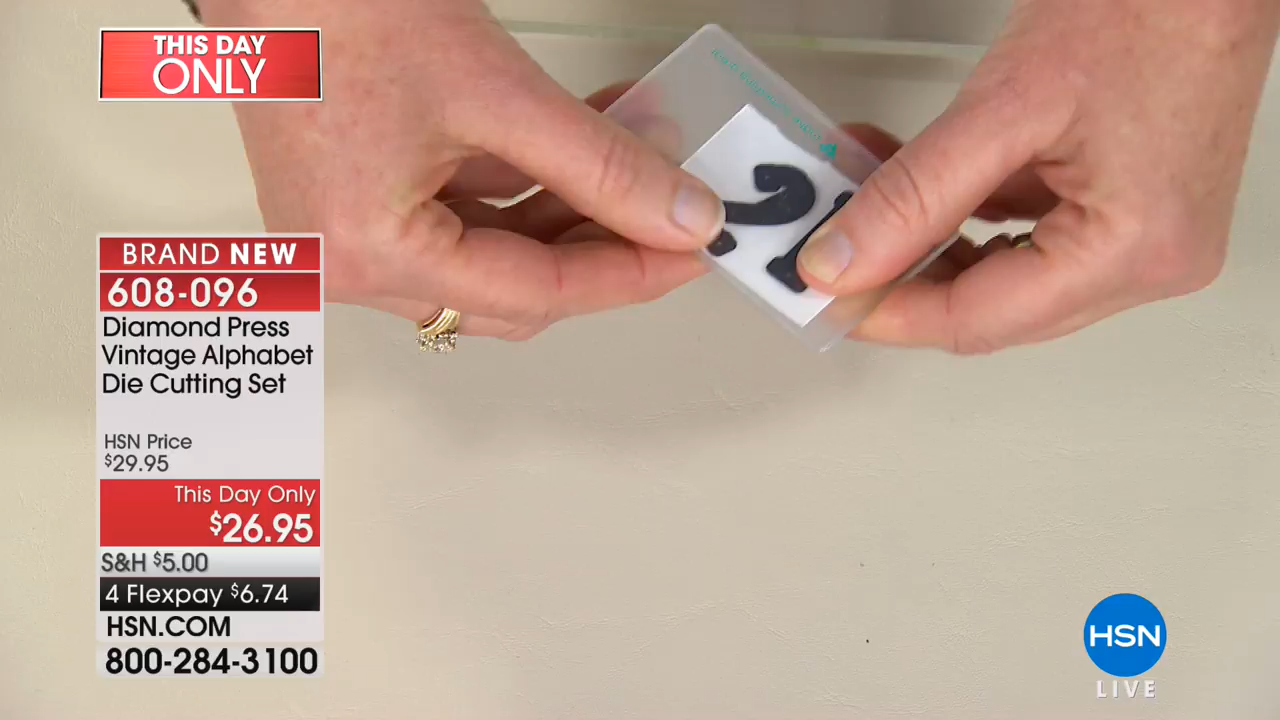 THIS DAY
ONLY
BRAND NEW
608-096
Diamond Press
Vintage Alphabet
Die Cutting Set
HSN Price
$29.95
This Day Only
$26.95
S&H $5.00
4 Flexpay $6.74
HSN.COM
800-284-3100
HSN
LIVE